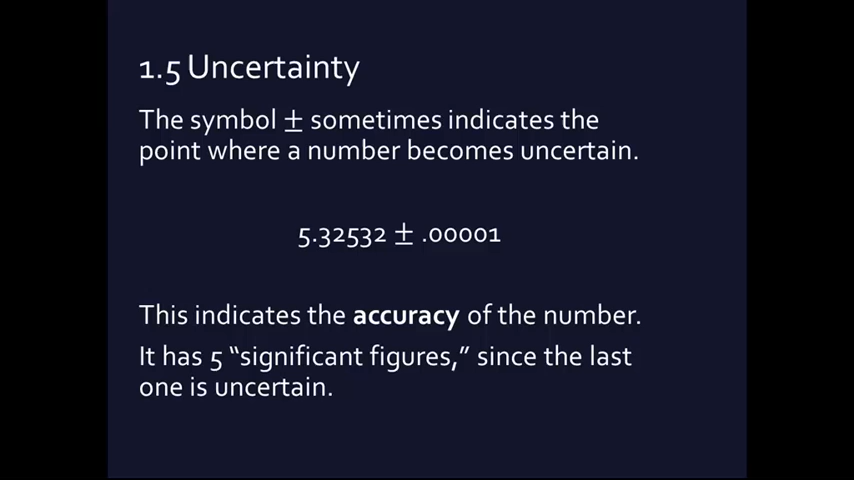 1.5 Uncertainty
The symbol ± sometimes indicates the
point where a number becomes uncertain.
5.32532 ± .00001
This indicates the accuracy of the number.
It has 5 “significant figures,” since the last
one is uncertain.